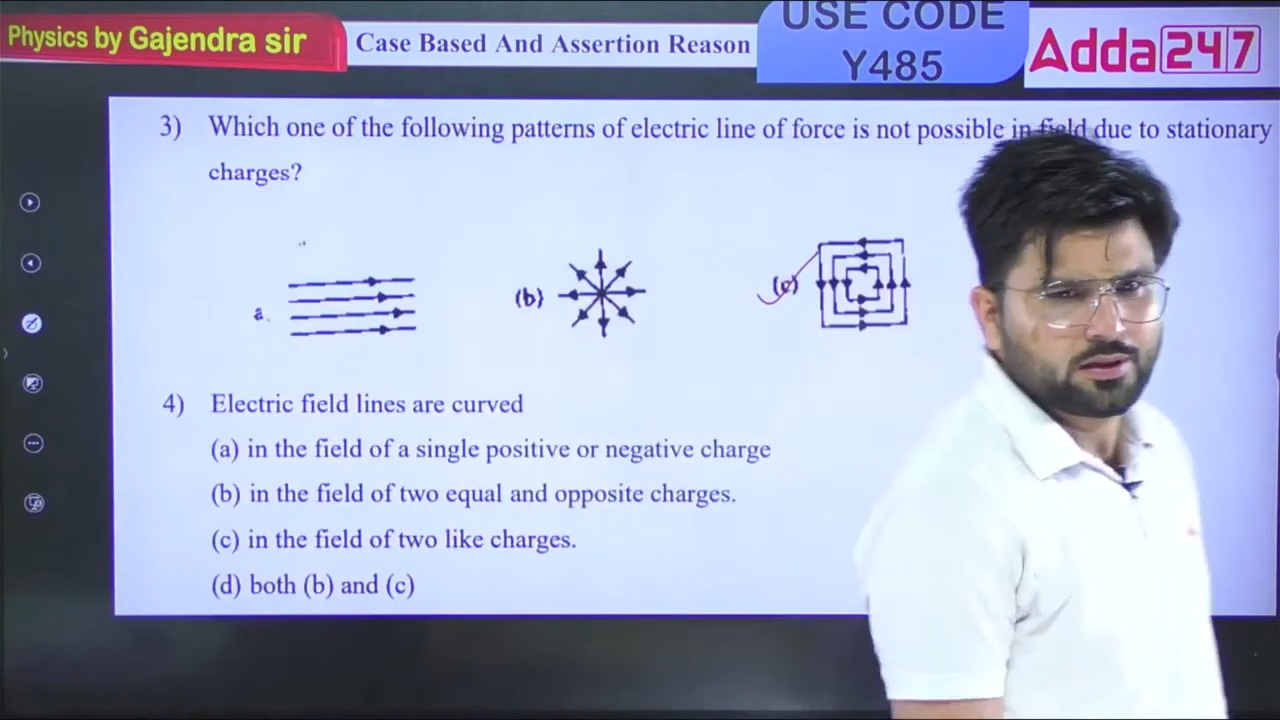 Physics by Gajendra sir
Case Based And Assertion Reason
USE CODE
Y485
Adda 247
3) Which one of the following patterns of electric line of force is not possible in field due to stationary
charges?
a.
(b)
(c)
4) Electric field lines are curved
(a) in the field of a single positive or negative charge
(b) in the field of two equal and opposite charges.
(c) in the field of two like charges.
(d) both (b) and (c)